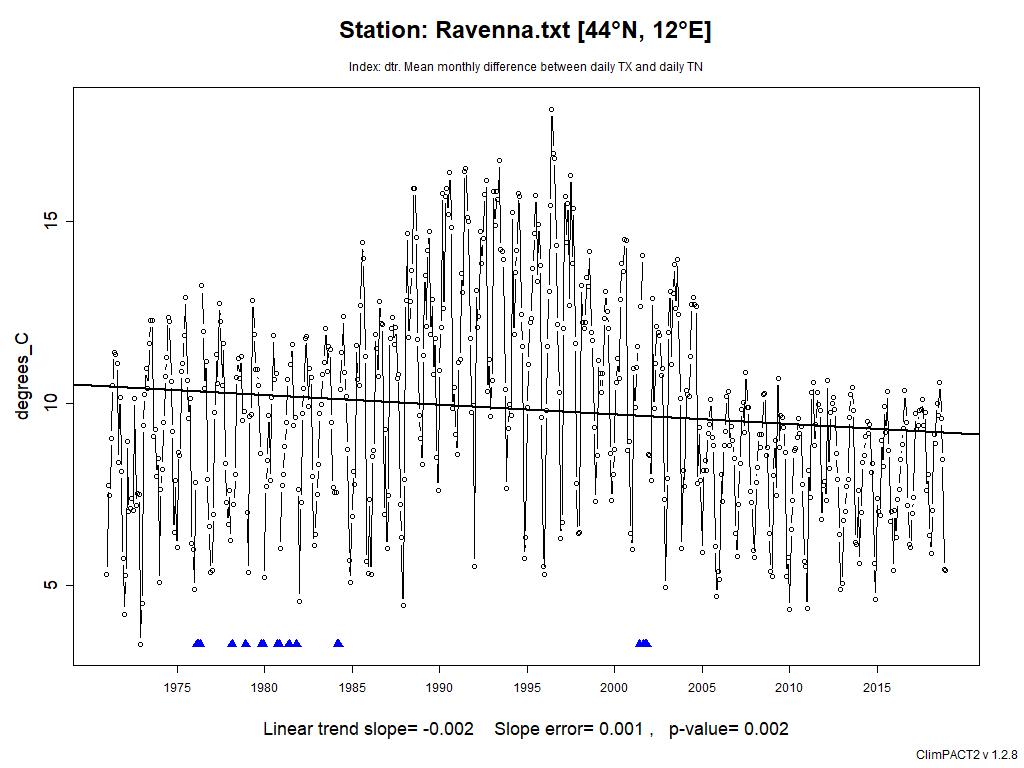 Station: Ravenna.txt [44°N, 12°E]
Index: dtr. Mean monthly difference between daily TX and daily TN
degrees_C
15
10
5
1975 1980 1985 1990 1995 2000 2005 2010 2015
Linear trend slope= -0.002 Slope error= 0.001 , p-value= 0.002
ClimPACT2 v 1.2.8